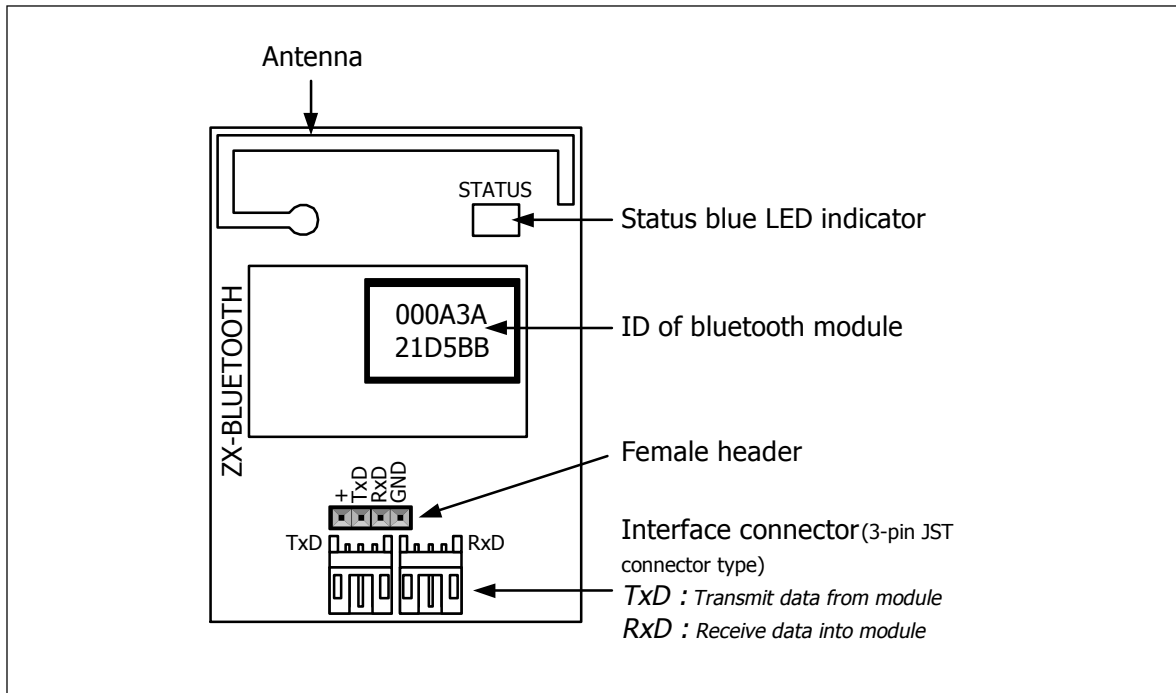 Antenna
STATUS
Status blue LED indicator
000A3A
21D5BB
ID of bluetooth module
ZX-BLUETOOTH
Female header
+
TxD
RxD
GND
TxD
RxD
Interface connector (3-pin JST
connector type)
TxD : Transmit data from module
RxD : Receive data into module